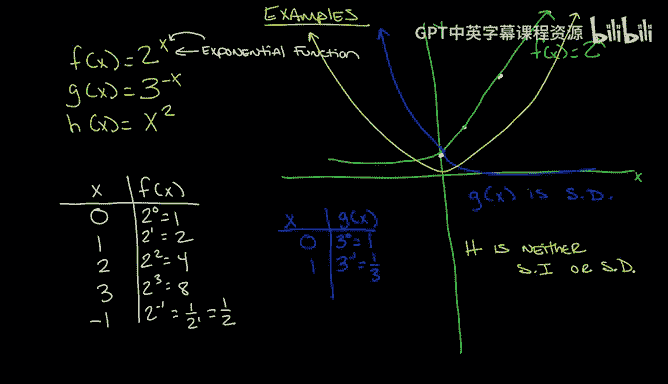 EXAMPLES
GPT中英字幕课程资源 bilibili
f(x)=2^x ← EXPONENTIAL FUNCTION
g(x)=3^-x
h(x)=x^2
f(x)=2
x
x | f(x)
0 | 2^0=1
1 | 2^1=2
2 | 2^2=4
3 | 2^3=8
-1 | 2^-1=1/2^1=1/2
x | g(x)
0 | 3^0=1
1 | 3^-1=1/3
g(x) is S.D.
H IS NEITHER
S.I OR S.D.